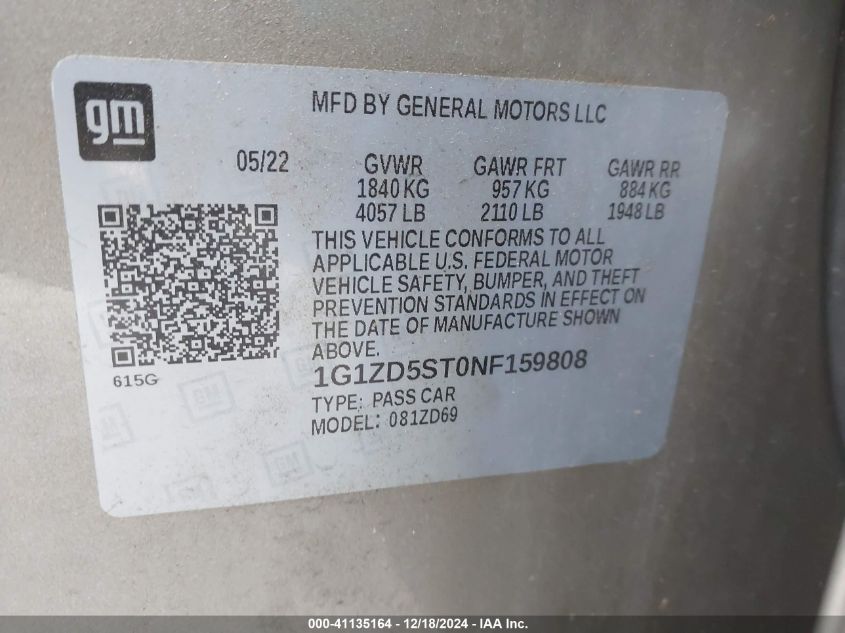 gm
MFD BY GENERAL MOTORS LLC
05/22 GVWR GAWR FRT GAWR RR
1840 KG 957 KG 884 KG
4057 LB 2110 LB 1948 LB
THIS VEHICLE CONFORMS TO ALL
APPLICABLE U.S. FEDERAL MOTOR
VEHICLE SAFETY, BUMPER, AND THEFT
PREVENTION STANDARDS IN EFFECT ON
THE DATE OF MANUFACTURE SHOWN
ABOVE.
615G
1G1ZD5ST0NF159808
TYPE: PASS CAR
MODEL: 081ZD69
000-41135164 - 12/18/2024 - IAA Inc.